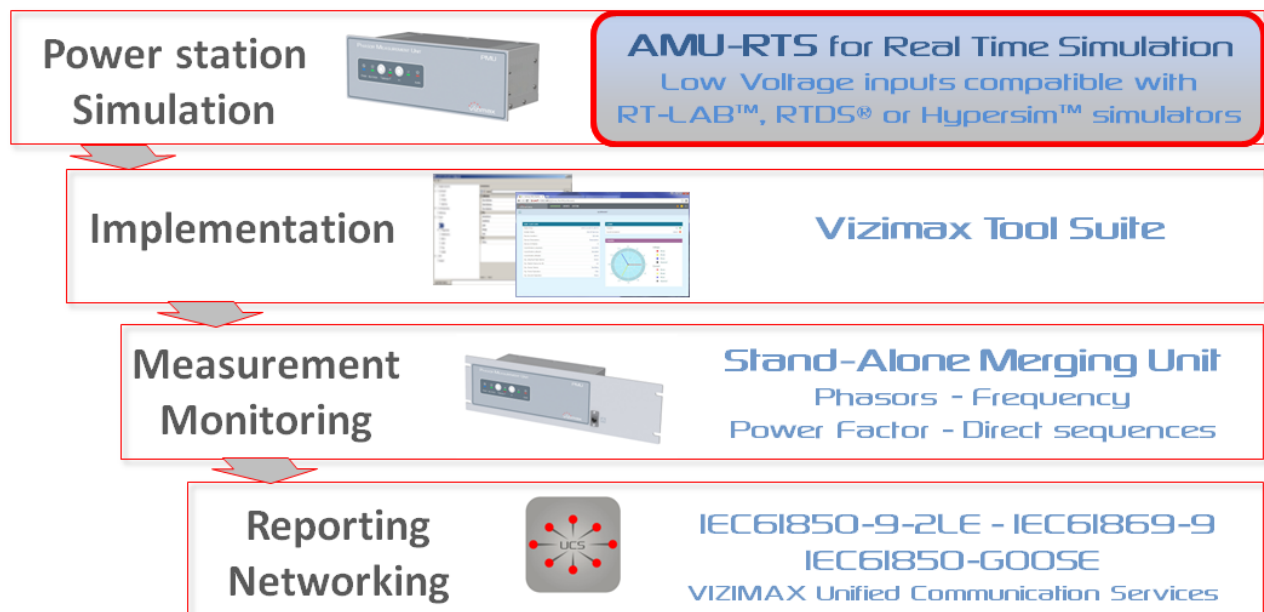 Power station
Simulation
PMU
AMU-RTS for Real Time Simulation
Low Voltage inputs compatible with
RT-LAB™, RTDS® or Hypersim™ simulators
Implementation
Vizimax Tool Suite
Measurement
Monitoring
PMU
Stand-Alone Merging Unit
Phasors - Frequency
Power Factor - Direct sequences
Reporting
Networking
UCS
IEC61850-9-2LE - IEC61869-9
IEC61850-GOOSE
VIZIMAX Unified Communication Services